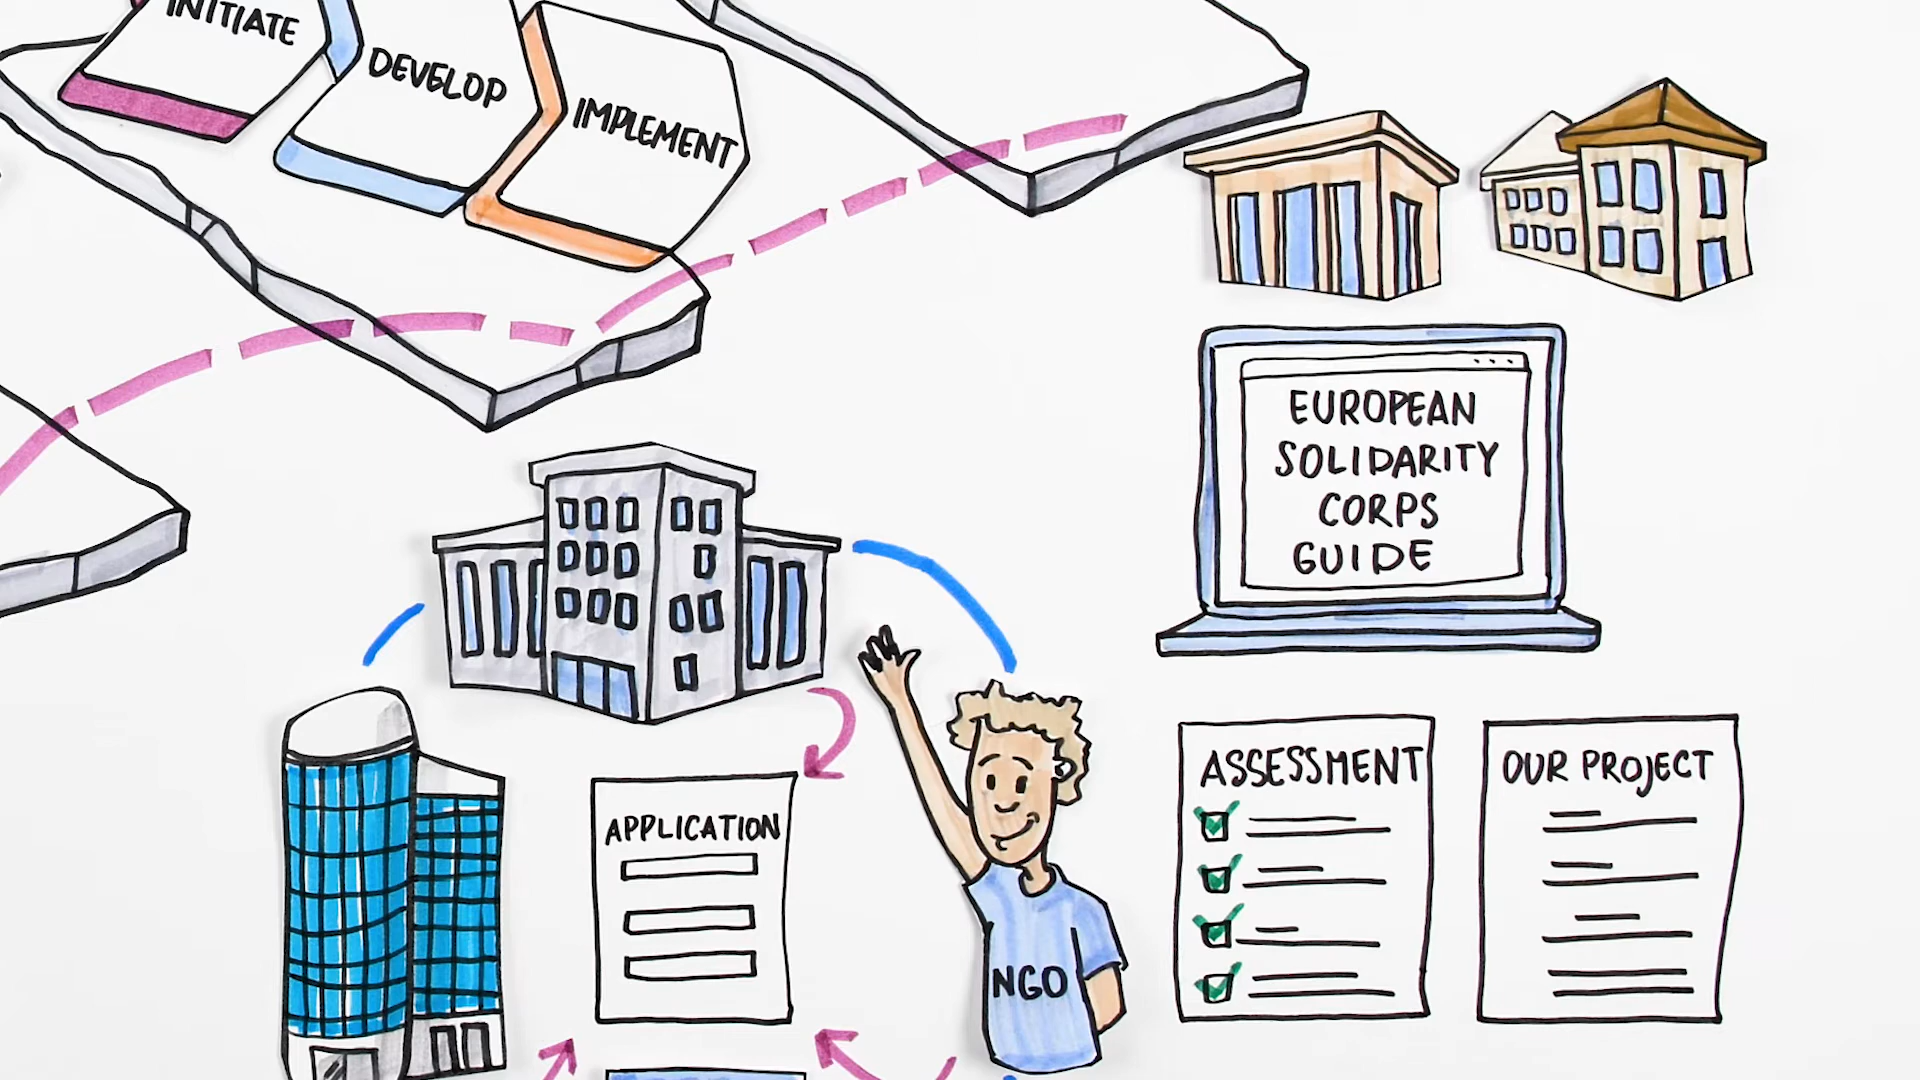 INITIATE
DEVELOP
IMPLEMENT
EUROPEAN
SOLIDARITY
CORPS
GUIDE
APPLICATION
NGO
ASSESSMENT
OUR PROJECT